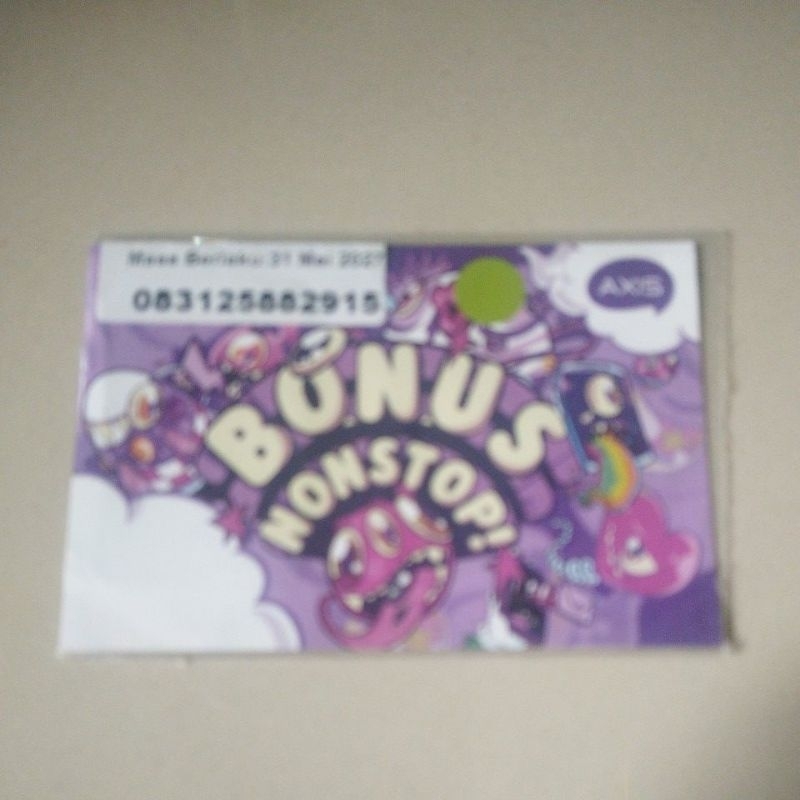 Masa Berlaku 31 Mei 2027
083125882915
AXIS
BONUS
NONSTOP!